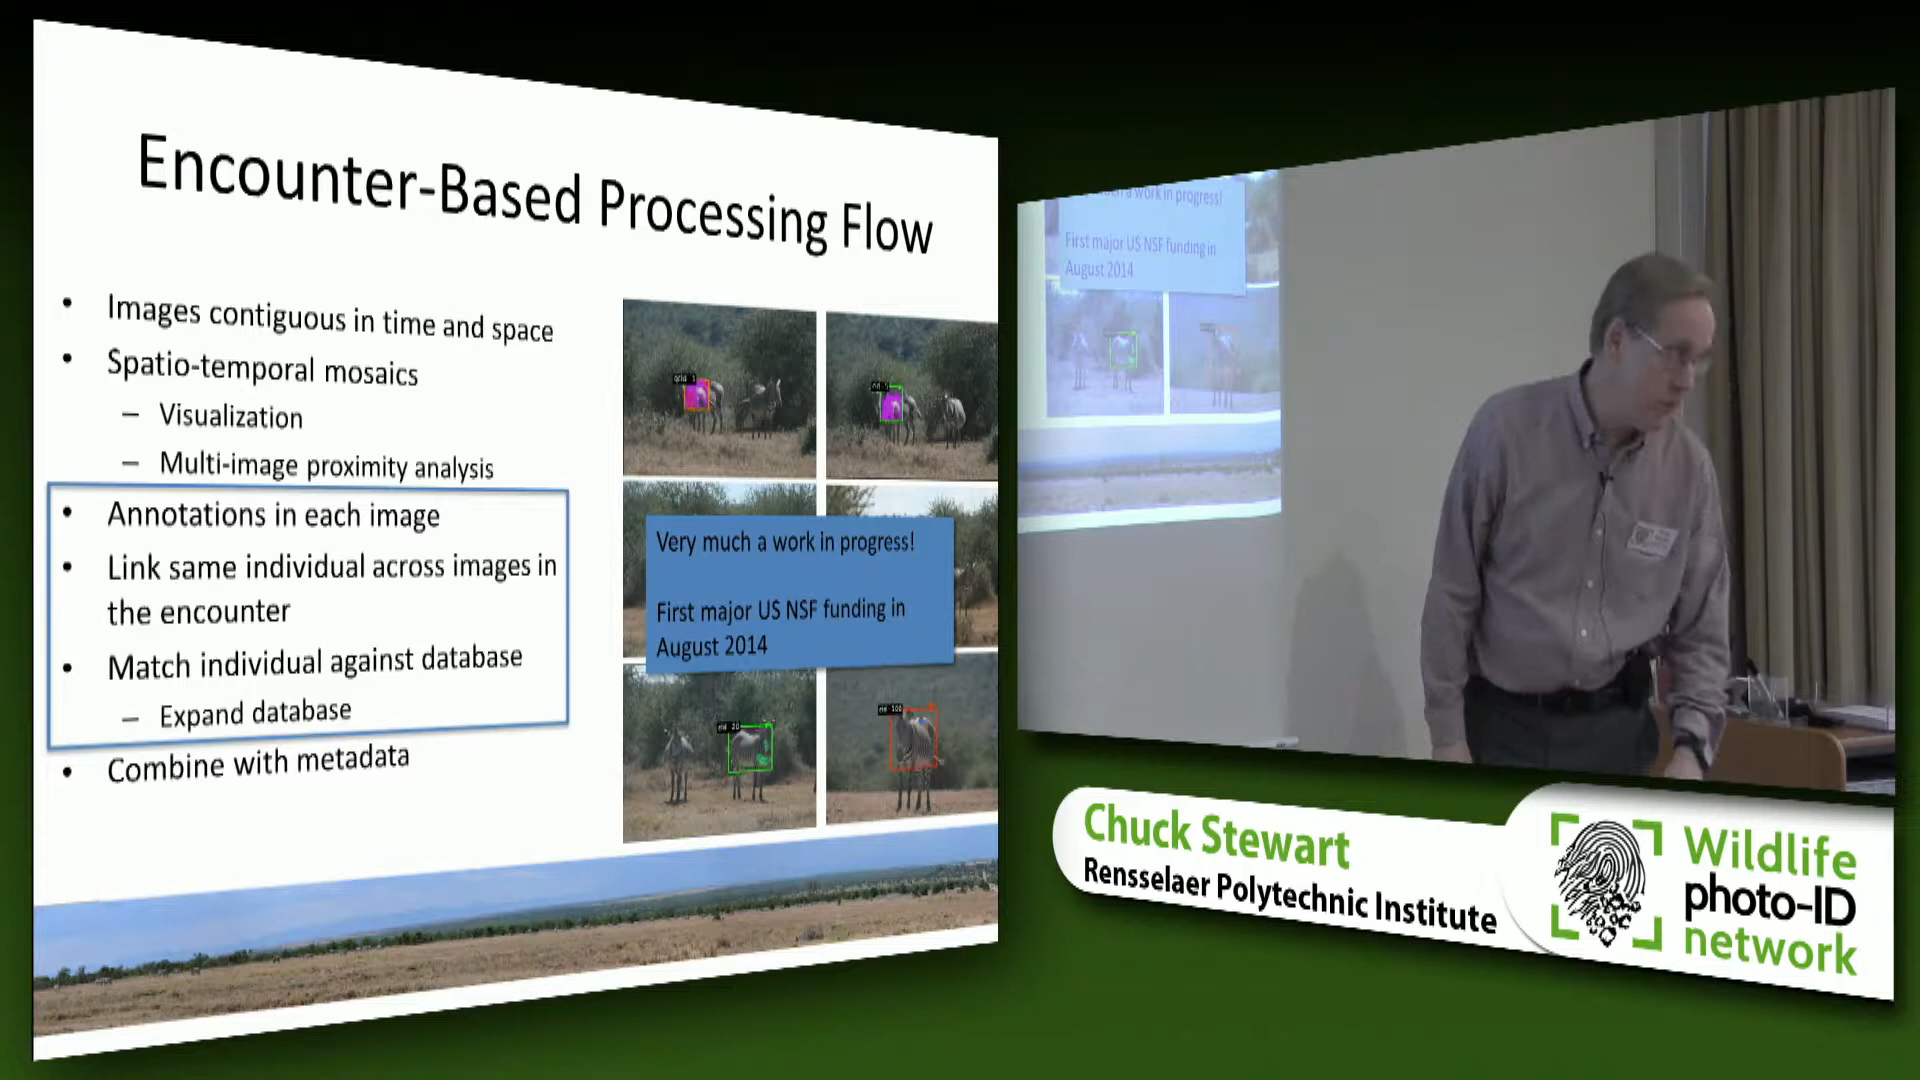 Encounter-Based Processing Flow
• Images contiguous in time and space
• Spatio-temporal mosaics
– Visualization
– Multi-image proximity analysis
• Annotations in each image
• Link same individual across images in
the encounter
• Match individual against database
– Expand database
• Combine with metadata
Very much a work in progress!
First major US NSF funding in
August 2014
a work in progress!
First major US NSF funding in
August 2014
Chuck Stewart
Rensselaer Polytechnic Institute
Wildlife
photo-ID
network